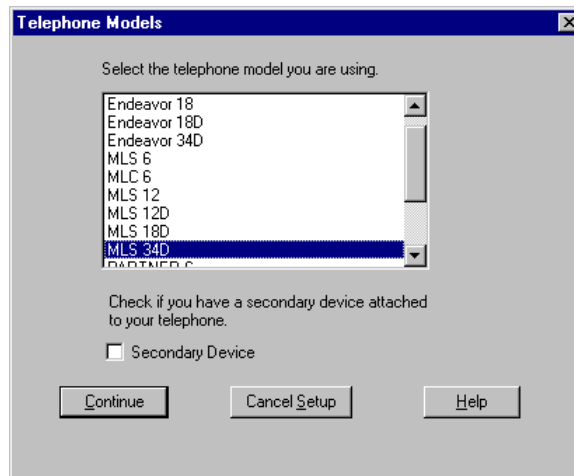 Telephone Models
Select the telephone model you are using.
Endeavor 18
Endeavor 18D
Endeavor 34D
MLS 6
MLC 6
MLS 12
MLS 12D
MLS 18D
MLS 34D
PARTNER 6
Check if you have a secondary device attached
to your telephone.
Secondary Device
Continue
Cancel Setup
Help